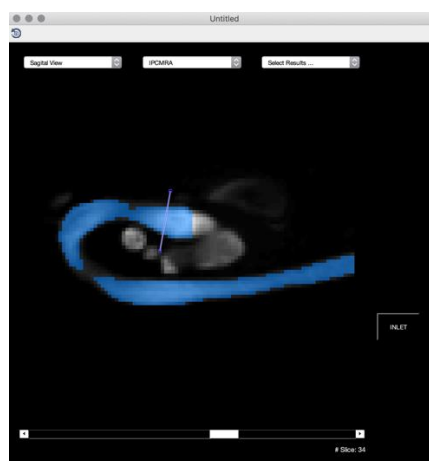 Untitled
Sagital View
IPCMRA
Select Results ...
INLET
# Slice: 34